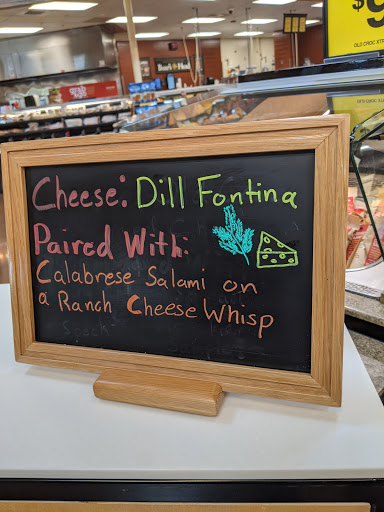 Cheese: Dill Fontina
Paired With:
Calabrese Salami on
a Ranch Cheese Whisp